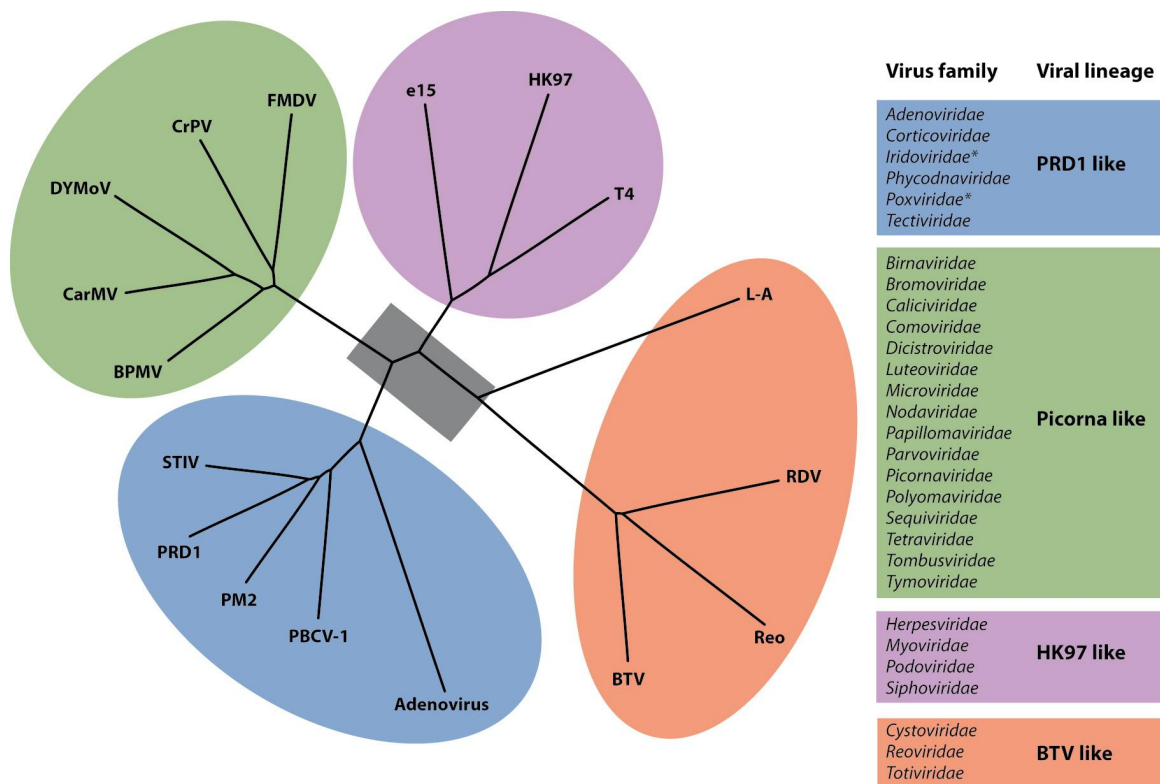 e15
HK97
FMDV
CrPV
DYMoV
T4
CarMV
L-A
BPMV
STIV
RDV
PRD1
PM2
PBCV-1
Reo
BTV
Adenovirus
Virus family Viral lineage
Adenoviridae
Corticoviridae
Iridoviridae*
Phycodnaviridae
Poxviridae*
Tectiviridae
PRD1 like
Birnaviridae
Bromoviridae
Caliciviridae
Comoviridae
Dicistroviridae
Luteoviridae
Microviridae
Nodaviridae
Papillomaviridae
Parvoviridae
Picornaviridae
Polyomaviridae
Sequiviridae
Tetraviridae
Tombusviridae
Tymoviridae
Picorna like
Herpesviridae
Myoviridae
Podoviridae
Siphoviridae
HK97 like
Cystoviridae
Reoviridae
Totiviridae
BTV like